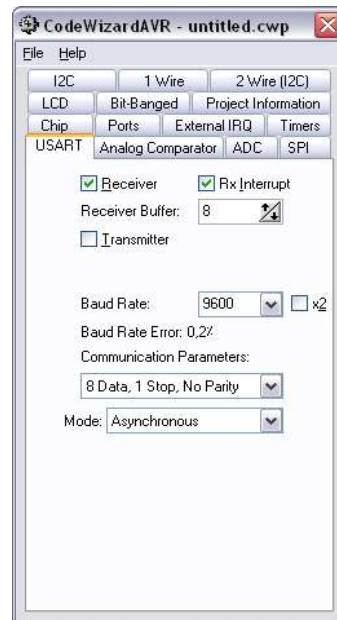 CodeWizardAVR - untitled.cwp
File Help
I2C 1 Wire 2 Wire (I2C)
LCD Bit-Banged Project Information
Chip Ports External IRQ Timers
USART Analog Comparator ADC SPI
Receiver Rx Interrupt
Receiver Buffer: 8
Transmitter
Baud Rate: 9600 x2
Baud Rate Error: 0,2%
Communication Parameters:
8 Data, 1 Stop, No Parity
Mode: Asynchronous